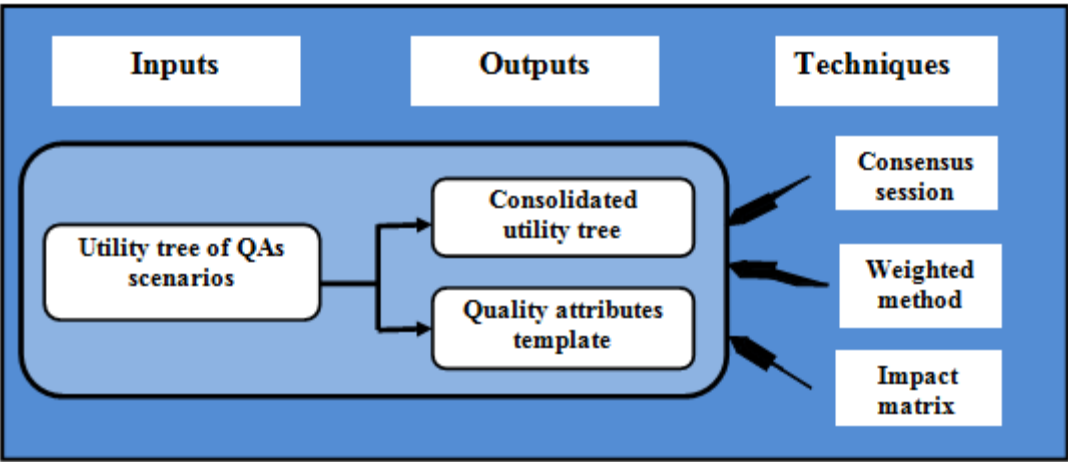 Inputs
Outputs
Techniques
Utility tree of QAs
scenarios
Consolidated
utility tree
Quality attributes
template
Consensus
session
Weighted
method
Impact
matrix